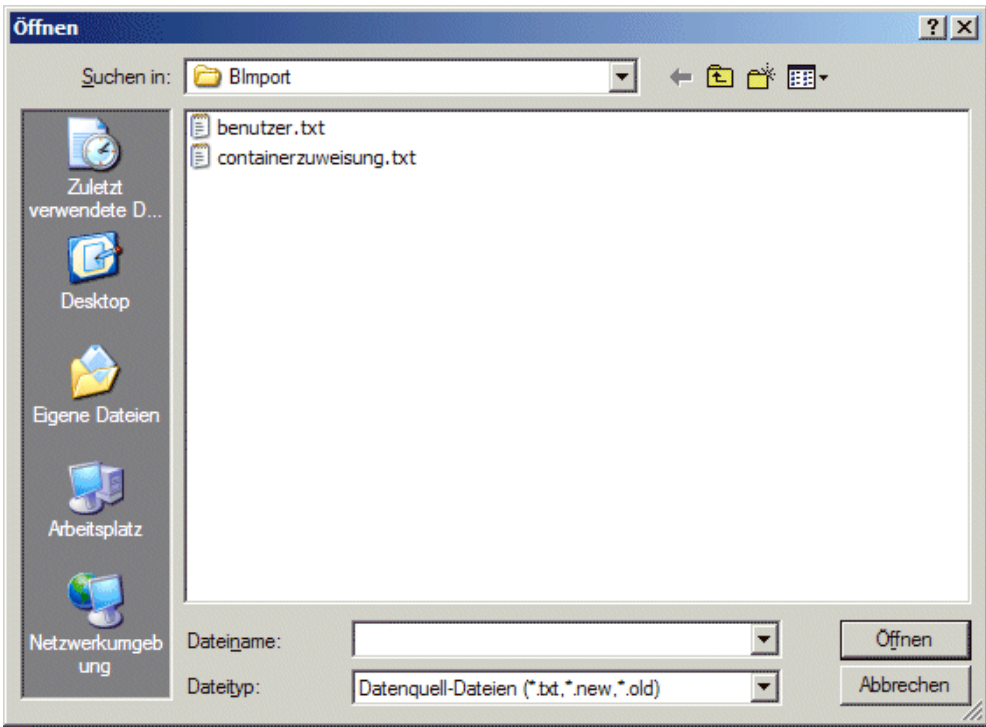 Öffnen
Suchen in:
BImport
benutzer.txt
containerzuweisung.txt
Zuletzt
verwendete D...
Desktop
Eigene Dateien
Arbeitsplatz
Netzwerkumgeb
ung
Dateiname:
Öffnen
Dateityp:
Datenquell-Dateien (*.txt,*.new,*.old)
Abbrechen